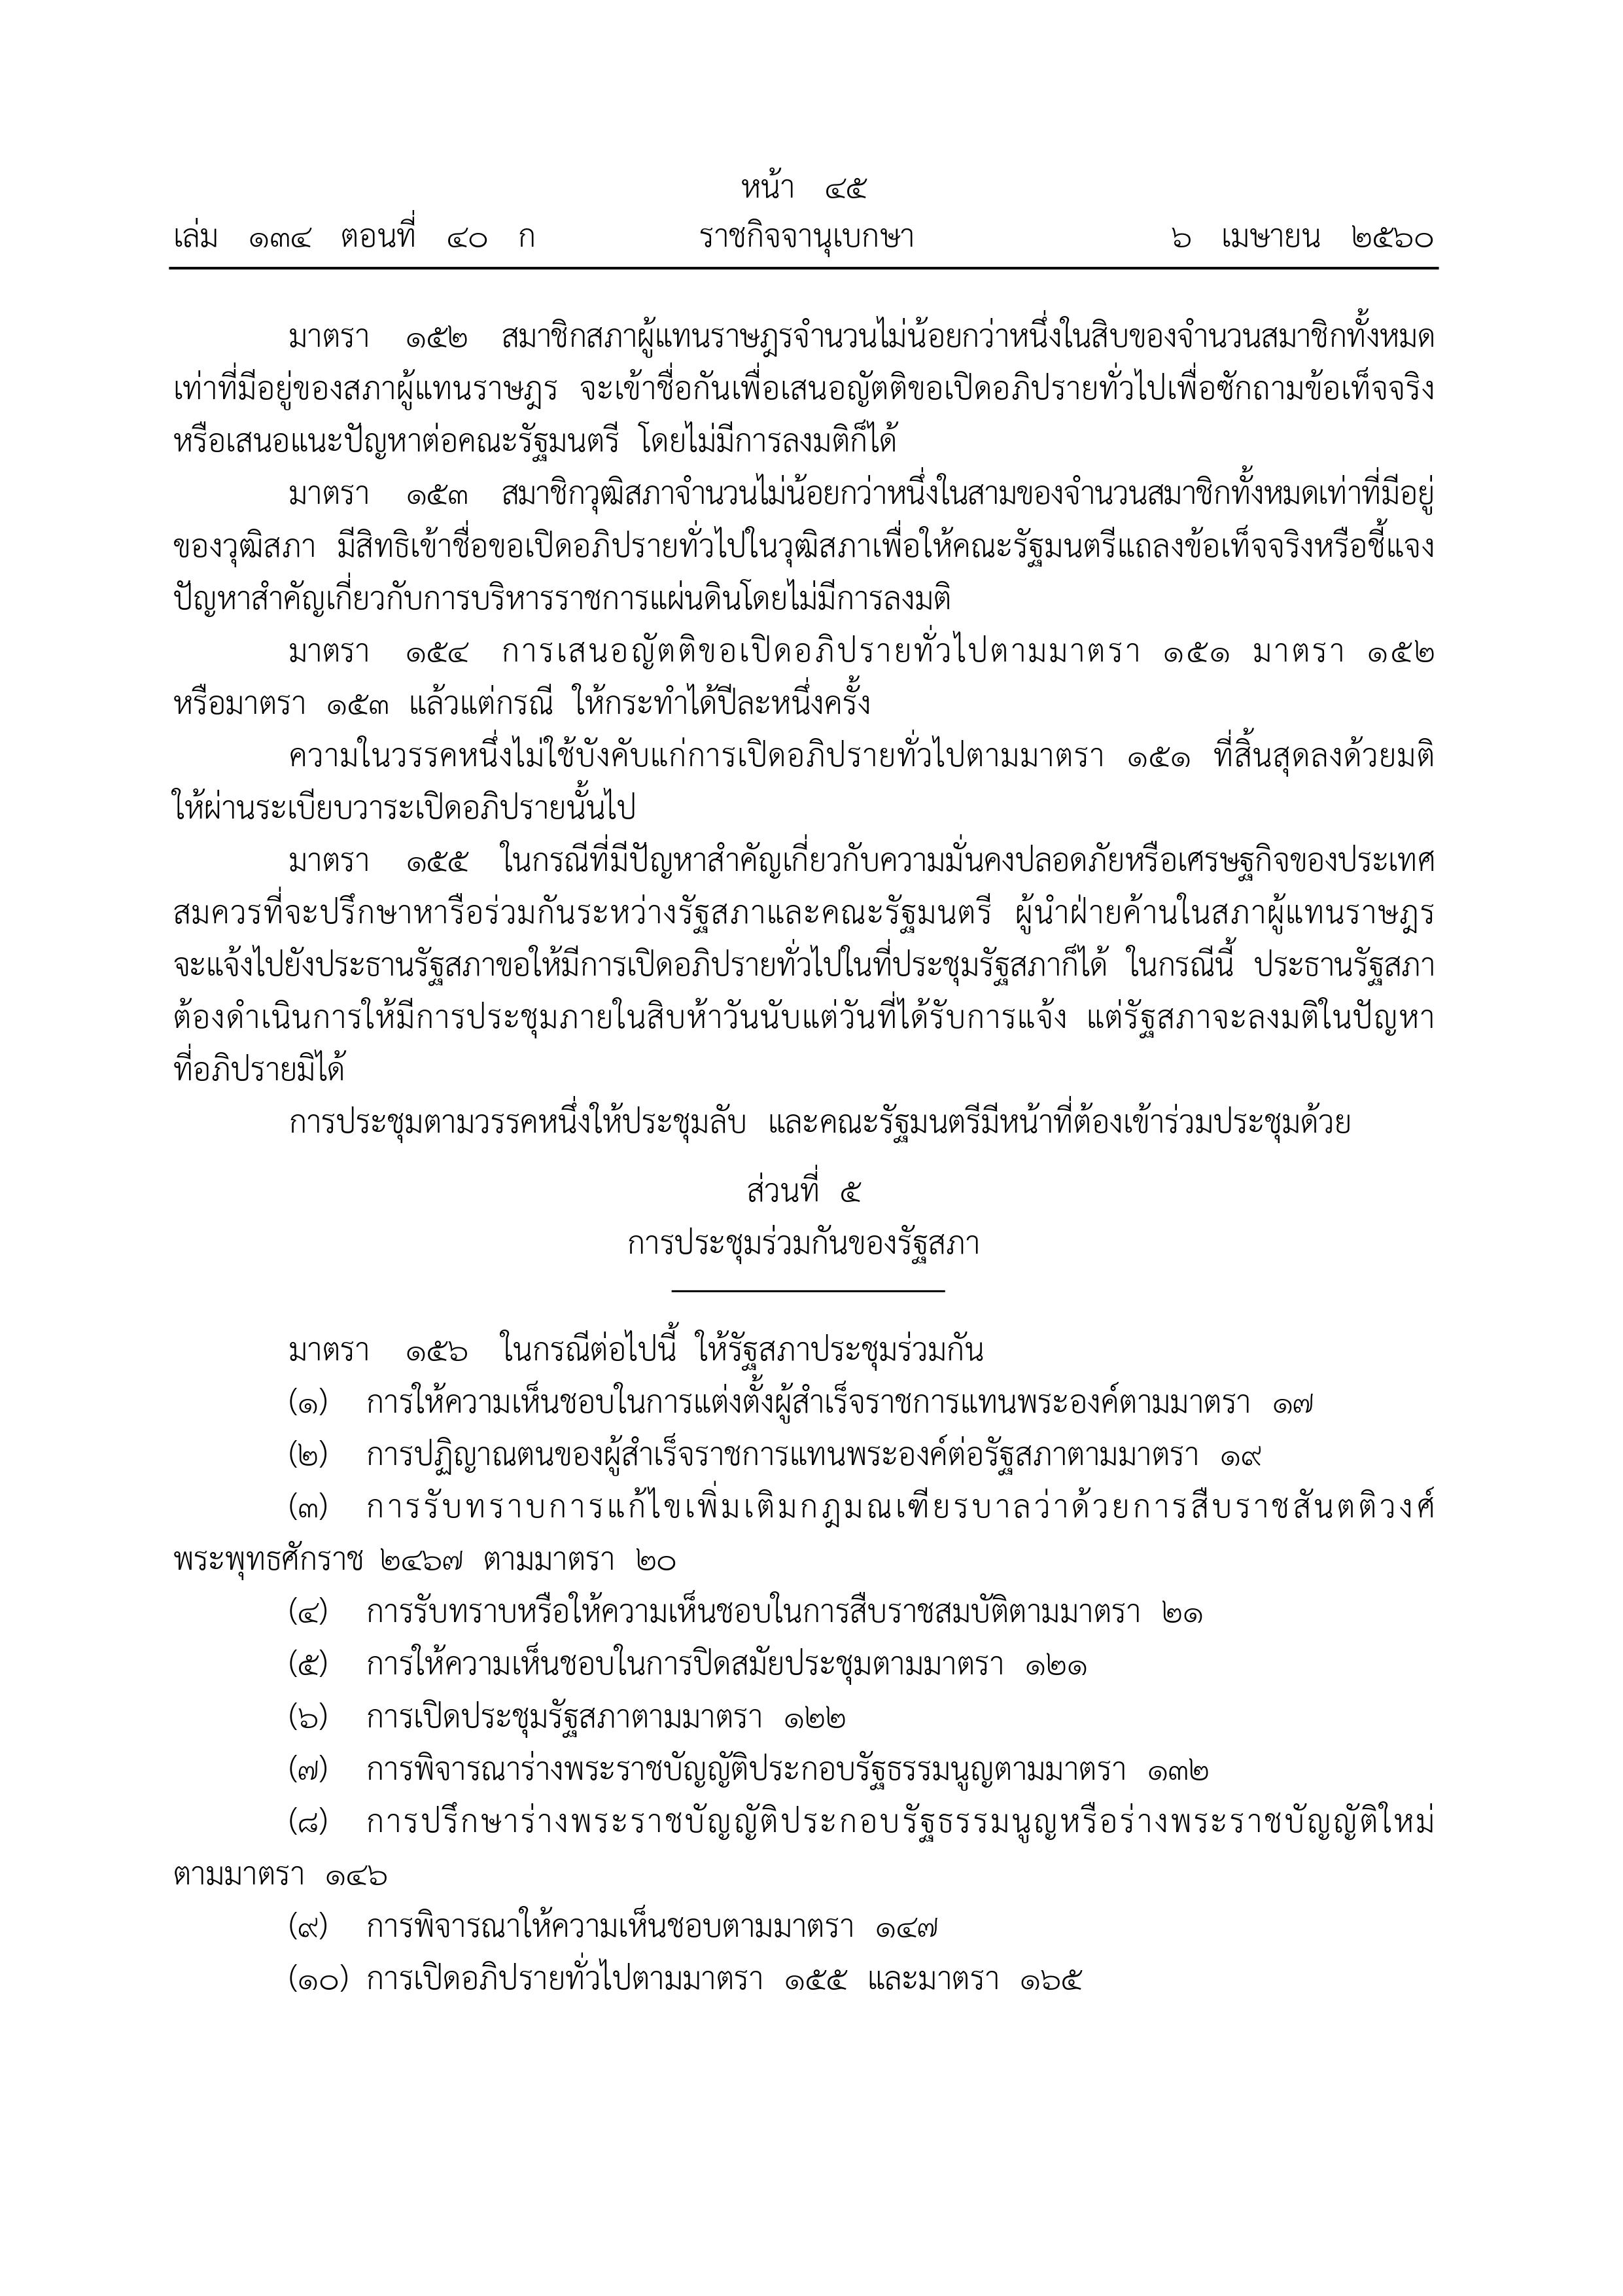 หน้า ๔๕
เล่ม ๑๓๔ ตอนที่ ๔๐ ก ราชกิจจานุเบกษา ๖ เมษายน ๒๕๖๐
มาตรา ๑๕๒ สมาชิกสภาผู้แทนราษฎรจำนวนไม่น้อยกว่าหนึ่งในสิบของจำนวนสมาชิกทั้งหมด
เท่าที่มีอยู่ของสภาผู้แทนราษฎร จะเข้าชื่อกันเพื่อเสนอญัตติขอเปิดอภิปรายทั่วไปเพื่อซักถามข้อเท็จจริง
หรือเสนอแนะปัญหาต่อคณะรัฐมนตรี โดยไม่มีการลงมติก็ได้
มาตรา ๑๕๓ สมาชิกวุฒิสภาจำนวนไม่น้อยกว่าหนึ่งในสามของจำนวนสมาชิกทั้งหมดเท่าที่มีอยู่
ของวุฒิสภา มีสิทธิเข้าชื่อขอเปิดอภิปรายทั่วไปในวุฒิสภาเพื่อให้คณะรัฐมนตรีแถลงข้อเท็จจริงหรือชี้แจง
ปัญหาสำคัญเกี่ยวกับการบริหารราชการแผ่นดินโดยไม่มีการลงมติ
มาตรา ๑๕๔ การเสนอญัตติขอเปิดอภิปรายทั่วไปตามมาตรา ๑๕๑ มาตรา ๑๕๒
หรือมาตรา ๑๕๓ แล้วแต่กรณี ให้กระทำได้ปีละหนึ่งครั้ง
ความในวรรคหนึ่งไม่ใช้บังคับแก่การเปิดอภิปรายทั่วไปตามมาตรา ๑๕๑ ที่สิ้นสุดลงด้วยมติ
ให้ผ่านระเบียบวาระเปิดอภิปรายนั้นไป
มาตรา ๑๕๕ ในกรณีที่มีปัญหาสำคัญเกี่ยวกับความมั่นคงปลอดภัยหรือเศรษฐกิจของประเทศ
สมควรที่จะปรึกษาหารือร่วมกันระหว่างรัฐสภาและคณะรัฐมนตรี ผู้นำฝ่ายค้านในสภาผู้แทนราษฎร
จะแจ้งไปยังประธานรัฐสภาขอให้มีการเปิดอภิปรายทั่วไปในที่ประชุมรัฐสภาก็ได้ ในกรณีนี้ ประธานรัฐสภา
ต้องดำเนินการให้มีการประชุมภายในสิบห้าวันนับแต่วันที่ได้รับการแจ้ง แต่รัฐสภาจะลงมติในปัญหา
ที่อภิปรายมิได้
การประชุมตามวรรคหนึ่งให้ประชุมลับ และคณะรัฐมนตรีมีหน้าที่ต้องเข้าร่วมประชุมด้วย
ส่วนที่ ๕
การประชุมร่วมกันของรัฐสภา
มาตรา ๑๕๖ ในกรณีต่อไปนี้ ให้รัฐสภาประชุมร่วมกัน
(๑) การให้ความเห็นชอบในการแต่งตั้งผู้สำเร็จราชการแทนพระองค์ตามมาตรา ๑๗
(๒) การปฏิญาณตนของผู้สำเร็จราชการแทนพระองค์ต่อรัฐสภาตามมาตรา ๑๙
(๓) การรับทราบการแก้ไขเพิ่มเติมกฎมณเฑียรบาลว่าด้วยการสืบราชสันตติวงศ์
พระพุทธศักราช ๒๔๖๗ ตามมาตรา ๒๐
(๔) การรับทราบหรือให้ความเห็นชอบในการสืบราชสมบัติตามมาตรา ๒๑
(๕) การให้ความเห็นชอบในการปิดสมัยประชุมตามมาตรา ๑๒๑
(๖) การเปิดประชุมรัฐสภาตามมาตรา ๑๒๒
(๗) การพิจารณาร่างพระราชบัญญัติประกอบรัฐธรรมนูญตามมาตรา ๑๓๒
(๘) การปรึกษาร่างพระราชบัญญัติประกอบรัฐธรรมนูญหรือร่างพระราชบัญญัติใหม่
ตามมาตรา ๑๔๖
(๙) การพิจารณาให้ความเห็นชอบตามมาตรา ๑๔๗
(๑๐) การเปิดอภิปรายทั่วไปตามมาตรา ๑๕๕ และมาตรา ๑๖๕